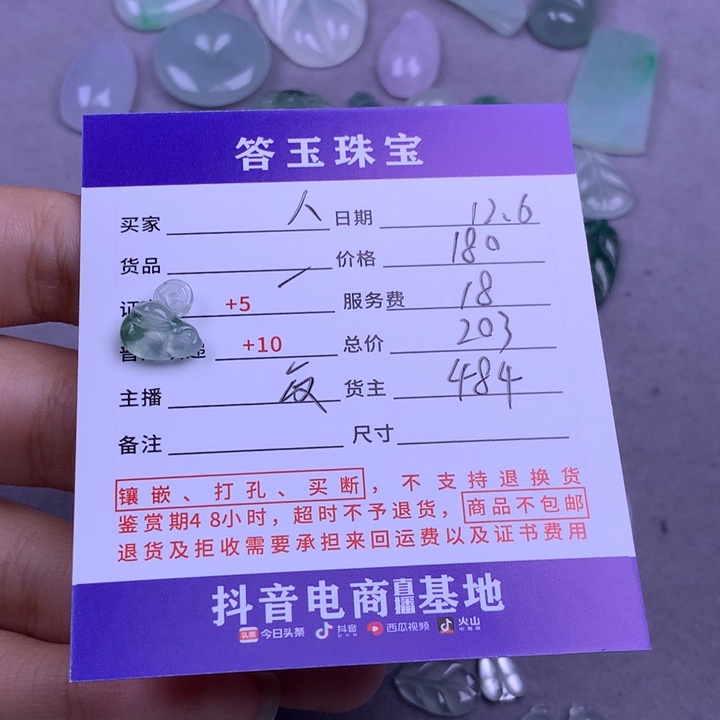 答玉珠宝
买家 人 日期 12.6
货品 价格 180
证 +5 服务费 18
+10 总价 203
主播 货主 484
备注 尺寸
镶嵌、打孔、买断，不支持退换货
鉴赏期48小时，超时不予退货，商品不包邮
退货及拒收需要承担来回运费以及证书费用
抖音电商直播基地
头条 今日头条 抖音 西瓜视频 火山